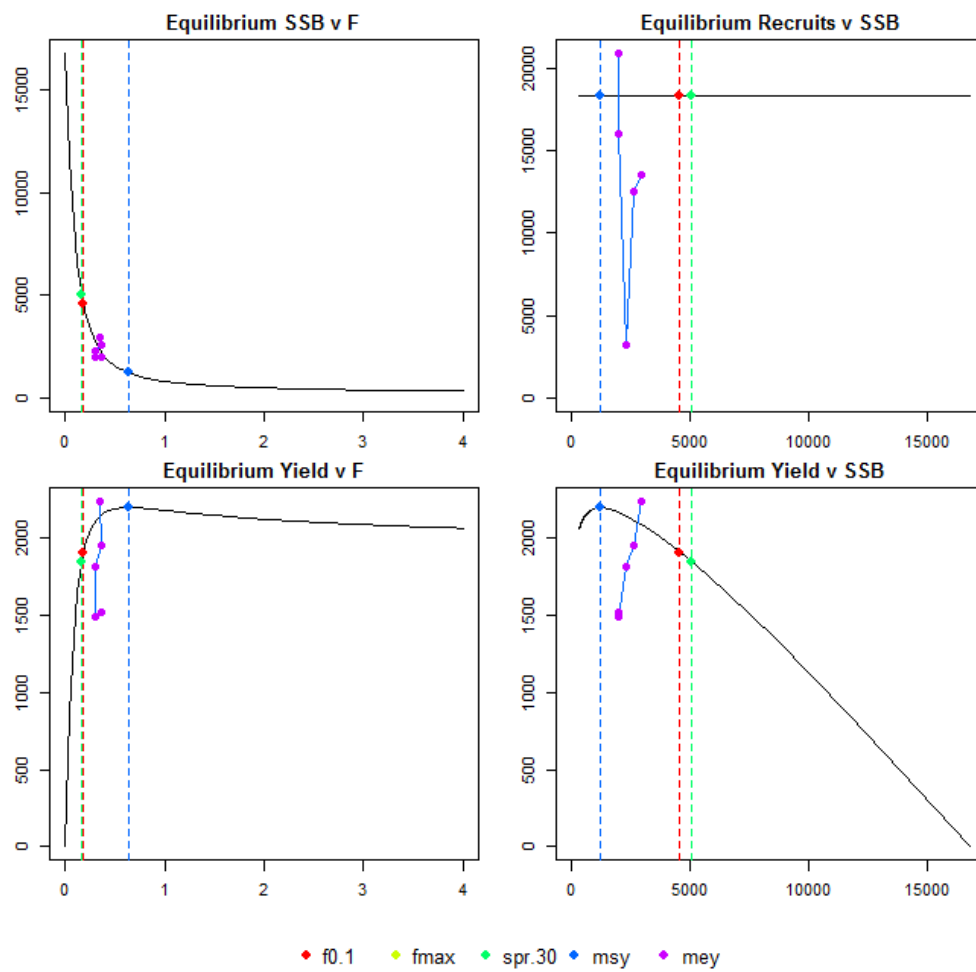 Equilibrium SSB v F
15000
10000
5000
0
0 1 2 3 4
Equilibrium Recruits v SSB
20000
15000
10000
5000
0
0 5000 10000 15000
Equilibrium Yield v F
2000
1500
1000
500
0
0 1 2 3 4
Equilibrium Yield v SSB
2000
1500
1000
500
0
0 5000 10000 15000
f0.1 fmax spr.30 msy mey